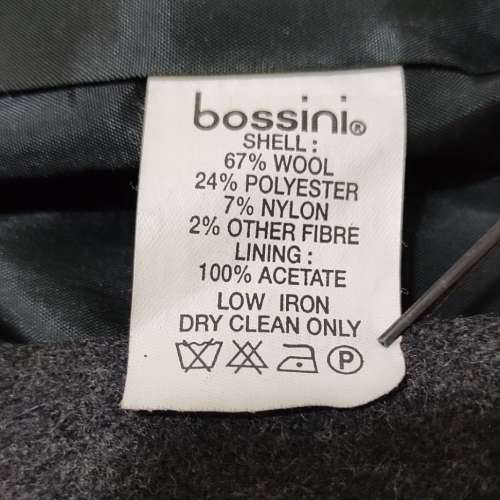 bossini®
SHELL :
67% WOOL
24% POLYESTER
7% NYLON
2% OTHER FIBRE
LINING :
100% ACETATE
LOW IRON
DRY CLEAN ONLY
P